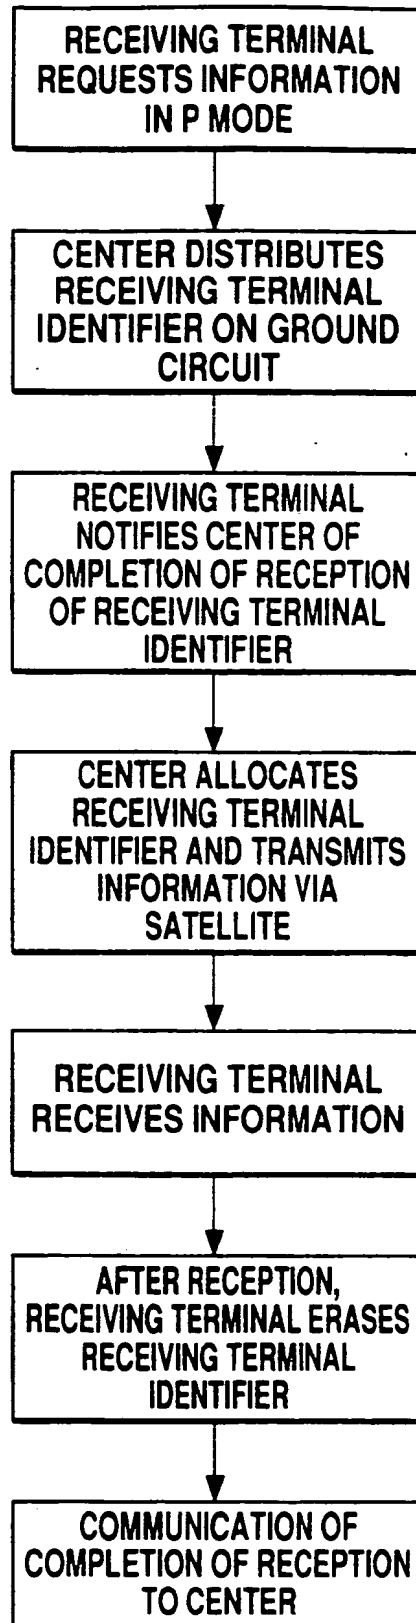 RECEIVING TERMINAL
REQUESTS INFORMATION
IN P MODE
CENTER DISTRIBUTES
RECEIVING TERMINAL
IDENTIFIER ON GROUND
CIRCUIT
RECEIVING TERMINAL
NOTIFIES CENTER OF
COMPLETION OF RECEPTION
OF RECEIVING TERMINAL
IDENTIFIER
CENTER ALLOCATES
RECEIVING TERMINAL
IDENTIFIER AND TRANSMITS
INFORMATION VIA
SATELLITE
RECEIVING TERMINAL
RECEIVES INFORMATION
AFTER RECEPTION,
RECEIVING TERMINAL ERASES
RECEIVING TERMINAL
IDENTIFIER
COMMUNICATION OF
COMPLETION OF RECEPTION
TO CENTER